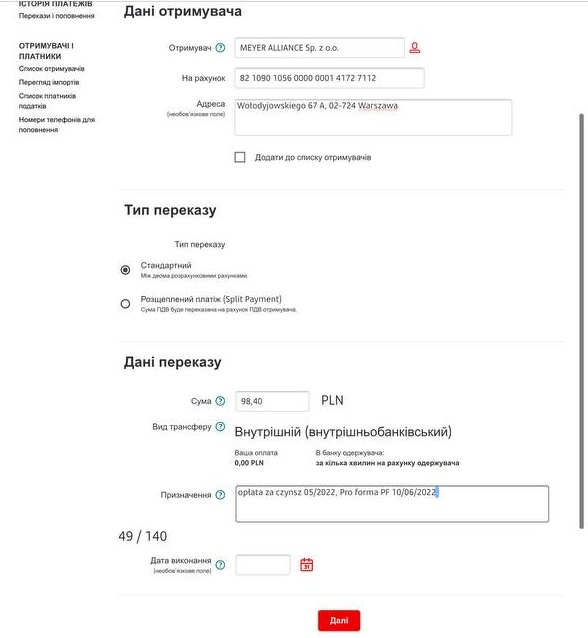 ІСТОРІЯ ПЛАТЕЖІВ
Перекази і поповнення
ОТРИМУВАЧІ І
ПЛАТНИКИ
Список отримувачів
Перегляд імпортів
Список платників
податків
Номери телефонів для
поповнення
Дані отримувача
Отримувач
MEYER ALLIANCE Sp. z o.o.
На рахунок
82 1090 1056 0000 0001 4172 7112
Адреса
(необов'язкове поле)
Wołodyjowskiego 67 A, 02-724 Warszawa
Додати до списку отримувачів
Тип переказу
Тип переказу
Стандартний
Між двома розрахунковими рахунками.
Розщеплений платіж (Split Payment)
Сума ПДВ буде переказана на рахунок ПДВ отримувача.
Дані переказу
Сума
98,40
PLN
Вид трансферу
Внутрішній (внутрішньобанківський)
Ваша оплата
0,00 PLN
В банку одержувача:
за кілька хвилин на рахунку одержувача
Призначення
opłata za czynsz 05/2022, Pro forma PF 10/06/2022
49 / 140
Дата виконання
(необов'язкове поле)
31
Далі